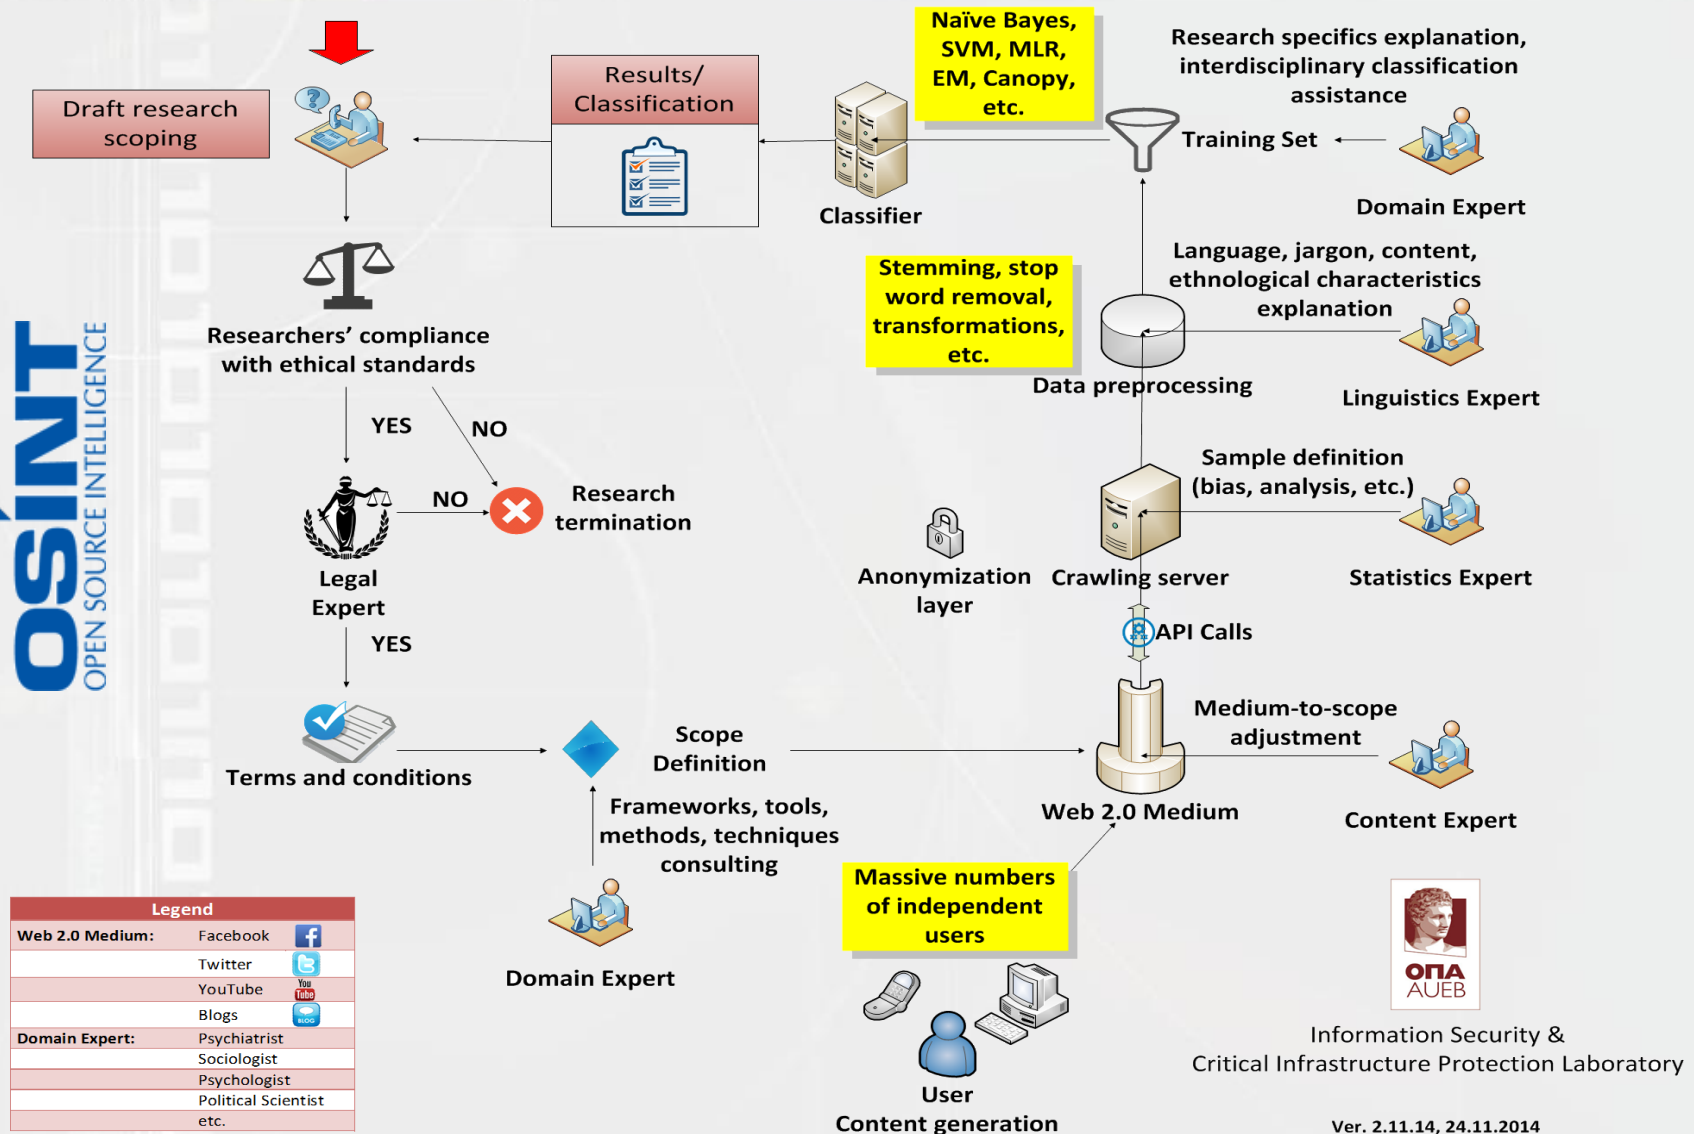 Draft research
scoping
Results/
Classification
Naïve Bayes,
SVM, MLR,
EM, Canopy,
etc.
Classifier
Research specifics explanation,
interdisciplinary classification
assistance
Training Set
Domain Expert
Stemming, stop
word removal,
transformations,
etc.
Language, jargon, content,
ethnological characteristics
explanation
Data preprocessing
Linguistics Expert
Researchers’ compliance
with ethical standards
YES
NO
NO
Research
termination
Legal
Expert
YES
Terms and conditions
Scope
Definition
Frameworks, tools,
methods, techniques
consulting
Domain Expert
Sample definition
(bias, analysis, etc.)
Anonymization
layer
Crawling server
Statistics Expert
API Calls
Medium-to-scope
adjustment
Web 2.0 Medium
Content Expert
Massive numbers
of independent
users
User
Content generation
OSINT
OPEN SOURCE INTELLIGENCE
Legend
Web 2.0 Medium: Facebook f
Twitter t
YouTube You Tube
Blogs BLOG
Domain Expert: Psychiatrist
Sociologist
Psychologist
Political Scientist
etc.
ΟΠΑ
AUEB
Information Security &
Critical Infrastructure Protection Laboratory
Ver. 2.11.14, 24.11.2014